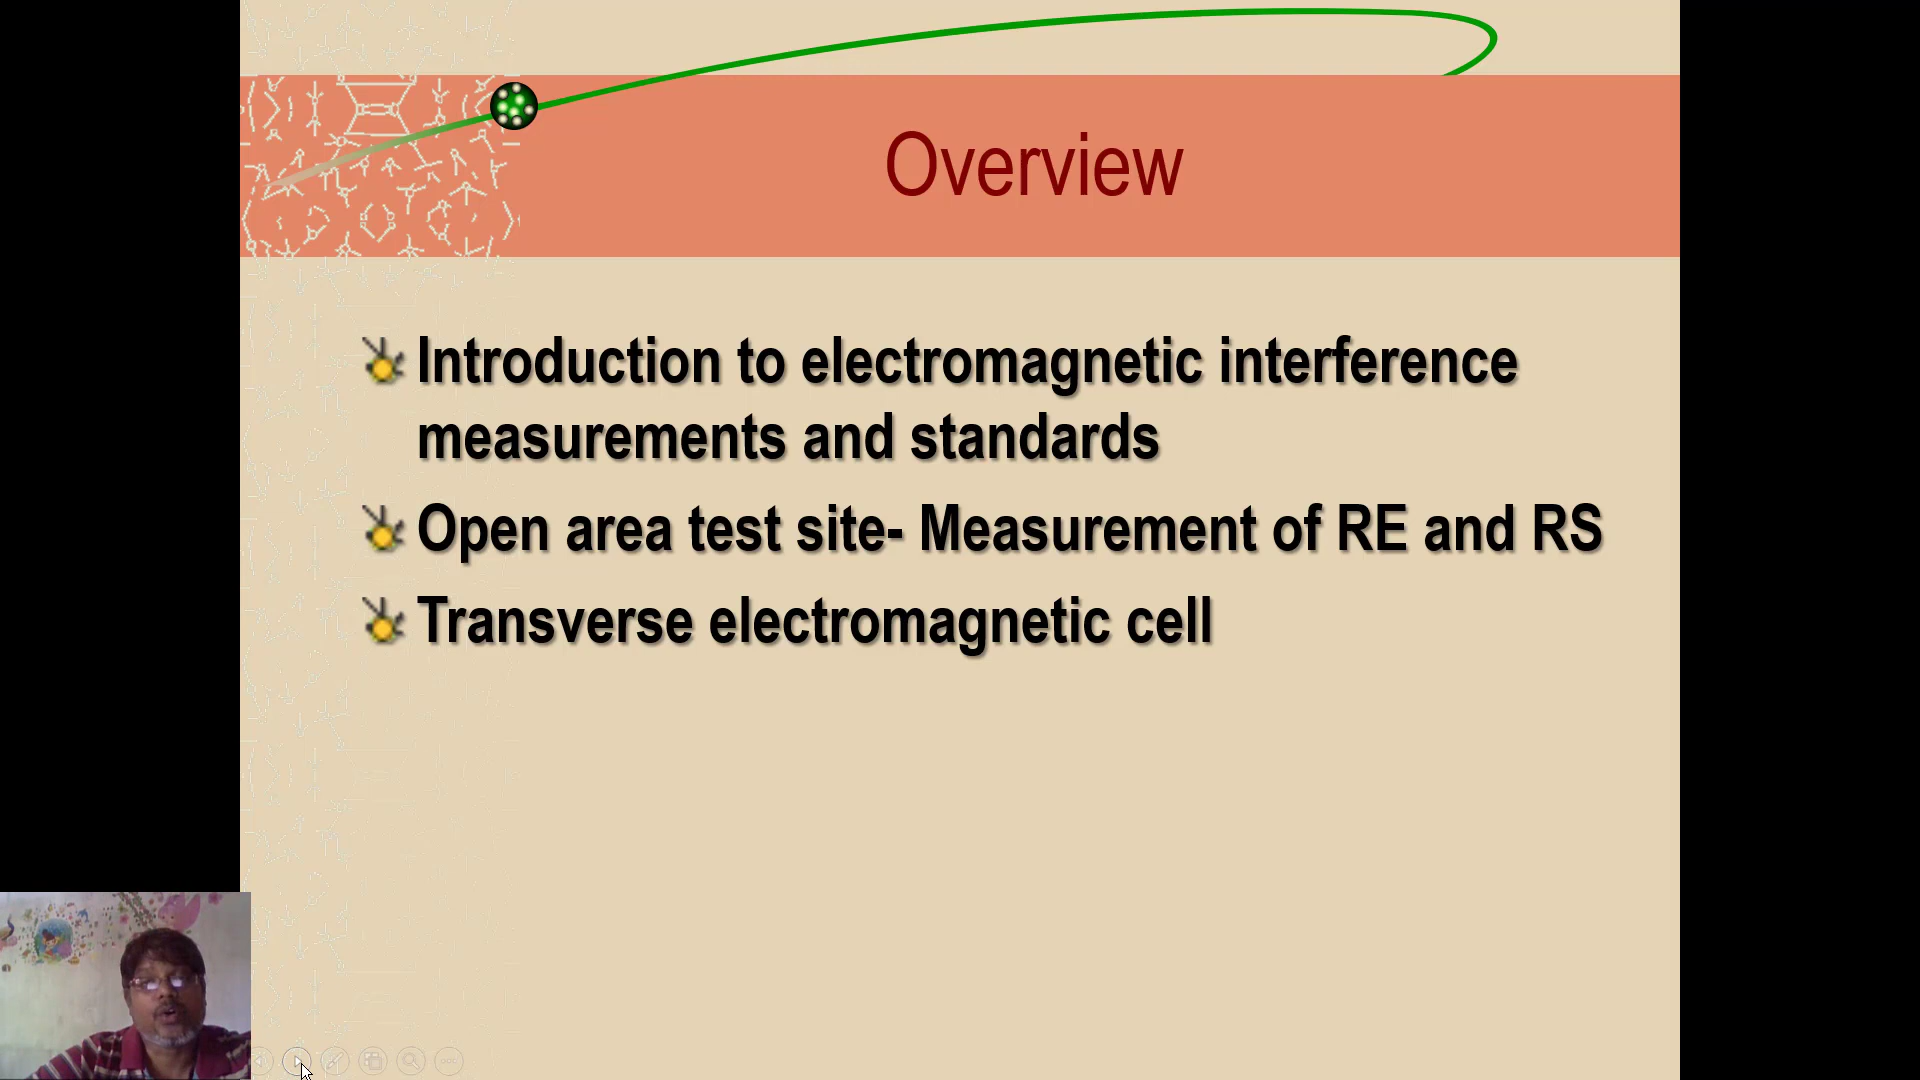 Overview
Introduction to electromagnetic interference
measurements and standards
Open area test site- Measurement of RE and RS
Transverse electromagnetic cell